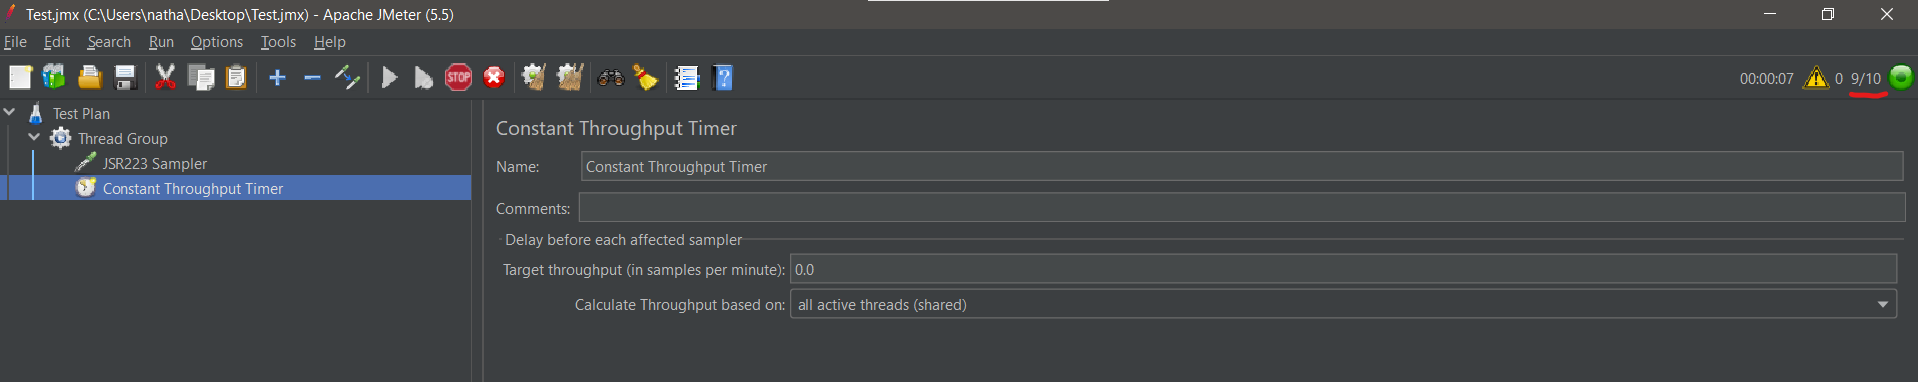 Test.jmx (C:\Users\natha\Desktop\Test.jmx) - Apache JMeter (5.5)
File Edit Search Run Options Tools Help
STOP ? 00:00:07 0 9/10
Test Plan
Thread Group
JSR223 Sampler
Constant Throughput Timer
Constant Throughput Timer
Name: Constant Throughput Timer
Comments:
Delay before each affected sampler
Target throughput (in samples per minute): 0.0
Calculate Throughput based on: all active threads (shared)